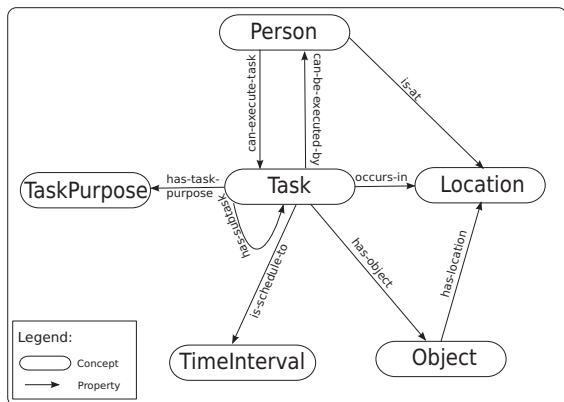 Person
can-execute-task
can-be-executed-by
is-at
TaskPurpose
has-task-
purpose
Task
occurs-in
Location
has-subtask
is-schedule-to
has-object
has-location
TimeInterval
Object
Legend:
Concept
Property